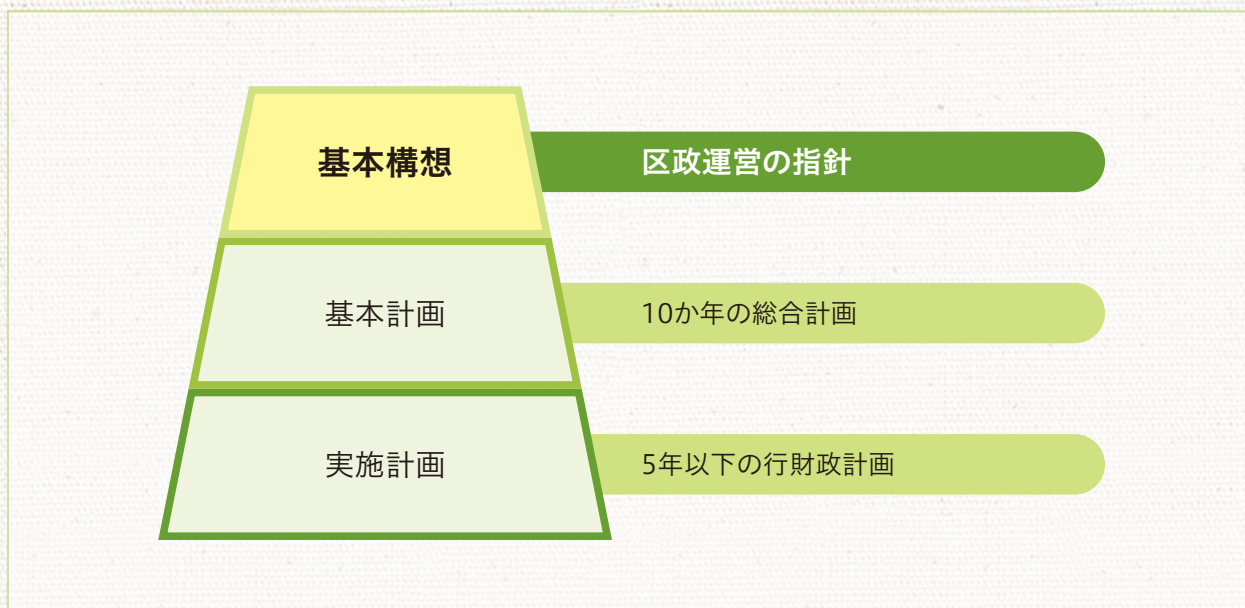 基本構想
区政運営の指針
基本計画
10か年の総合計画
実施計画
5年以下の行財政計画